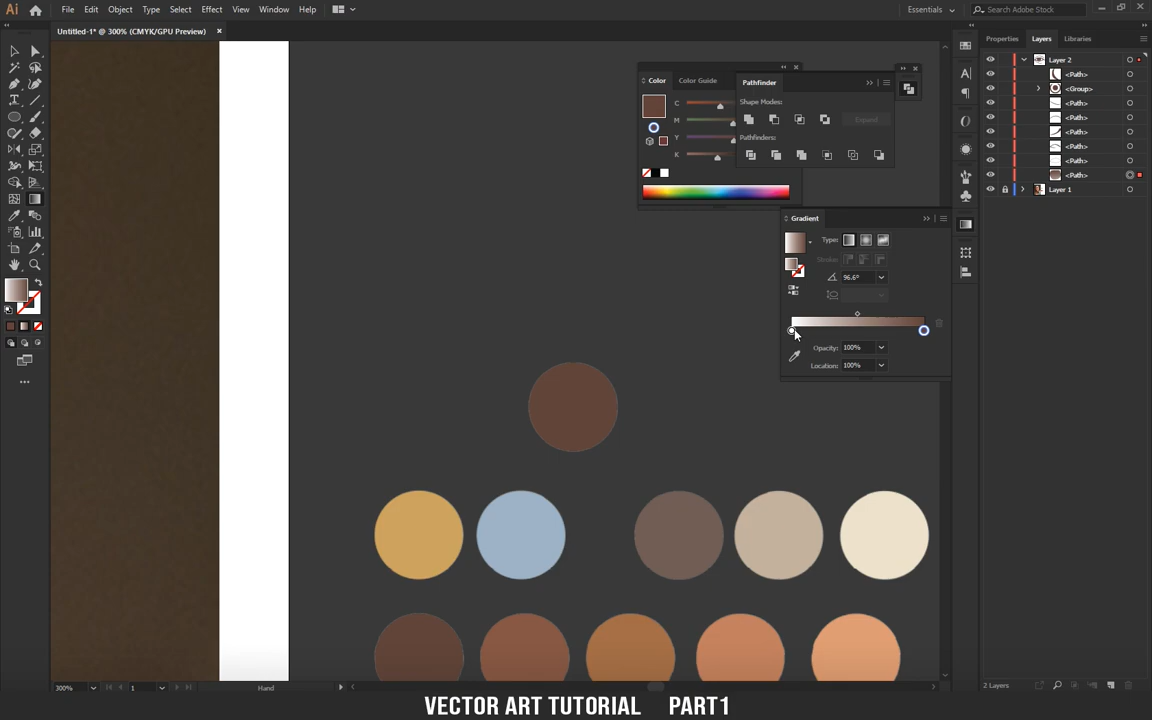 Ai File Edit Object Type Select Effect View Window Help Essentials Search Adobe Stock
Untitled-1* @ 300% (CMYK/GPU Preview) ×
Properties Layers Libraries
Color Color Guide
Pathfinder
Layer 2
<Path>
<Group>
<Path>
<Path>
<Path>
<Path>
<Path>
<Path>
Layer 1
C
M
Y
K
Shape Modes:
Expand
Pathfinders:
Gradient
Type:
Stroke:
96.6°
Opacity: 100%
Location: 100%
300% 1 Hand
2 Layers
VECTOR ART TUTORIAL PART1